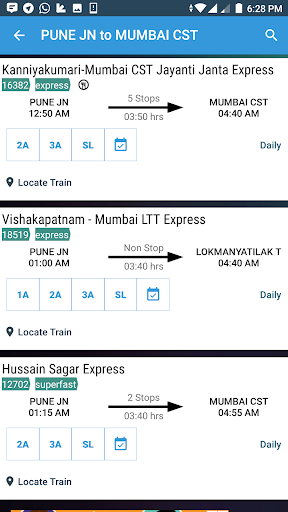 6:28 PM
PUNE JN to MUMBAI CST
Kanniyakumari-Mumbai CST Jayanti Janta Express
16382 express
5 Stops
PUNE JN MUMBAI CST
12:50 AM 03:50 hrs 04:40 AM
2A 3A SL Daily
Locate Train
Vishakapatnam - Mumbai LTT Express
18519 express
Non Stop
PUNE JN LOKMANYATILAK T
01:00 AM 03:40 hrs 04:40 AM
1A 2A 3A SL Daily
Locate Train
Hussain Sagar Express
12702 superfast
2 Stops
PUNE JN MUMBAI CST
01:15 AM 03:40 hrs 04:55 AM
2A 3A SL Daily
Locate Train